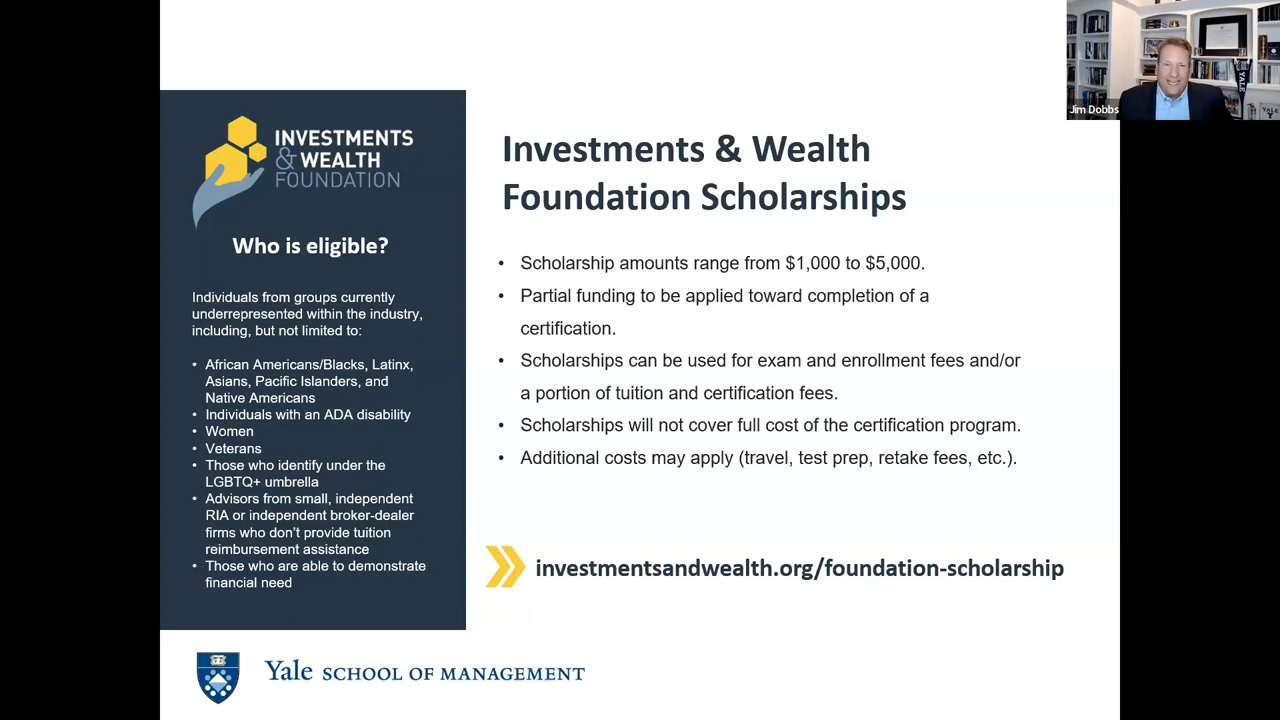 INVESTMENTS
& WEALTH
FOUNDATION
Who is eligible?
Individuals from groups currently
underrepresented within the industry,
including, but not limited to:
• African Americans/Blacks, Latinx,
Asians, Pacific Islanders, and
Native Americans
• Individuals with an ADA disability
• Women
• Veterans
• Those who identify under the
LGBTQ+ umbrella
• Advisors from small, independent
RIA or independent broker-dealer
firms who don't provide tuition
reimbursement assistance
• Those who are able to demonstrate
financial need
Investments & Wealth
Foundation Scholarships
• Scholarship amounts range from $1,000 to $5,000.
• Partial funding to be applied toward completion of a
certification.
• Scholarships can be used for exam and enrollment fees and/or
a portion of tuition and certification fees.
• Scholarships will not cover full cost of the certification program.
• Additional costs may apply (travel, test prep, retake fees, etc.).
investmentsandwealth.org/foundation-scholarship
Yale SCHOOL OF MANAGEMENT
Jim Dobbs
YALE
YALE